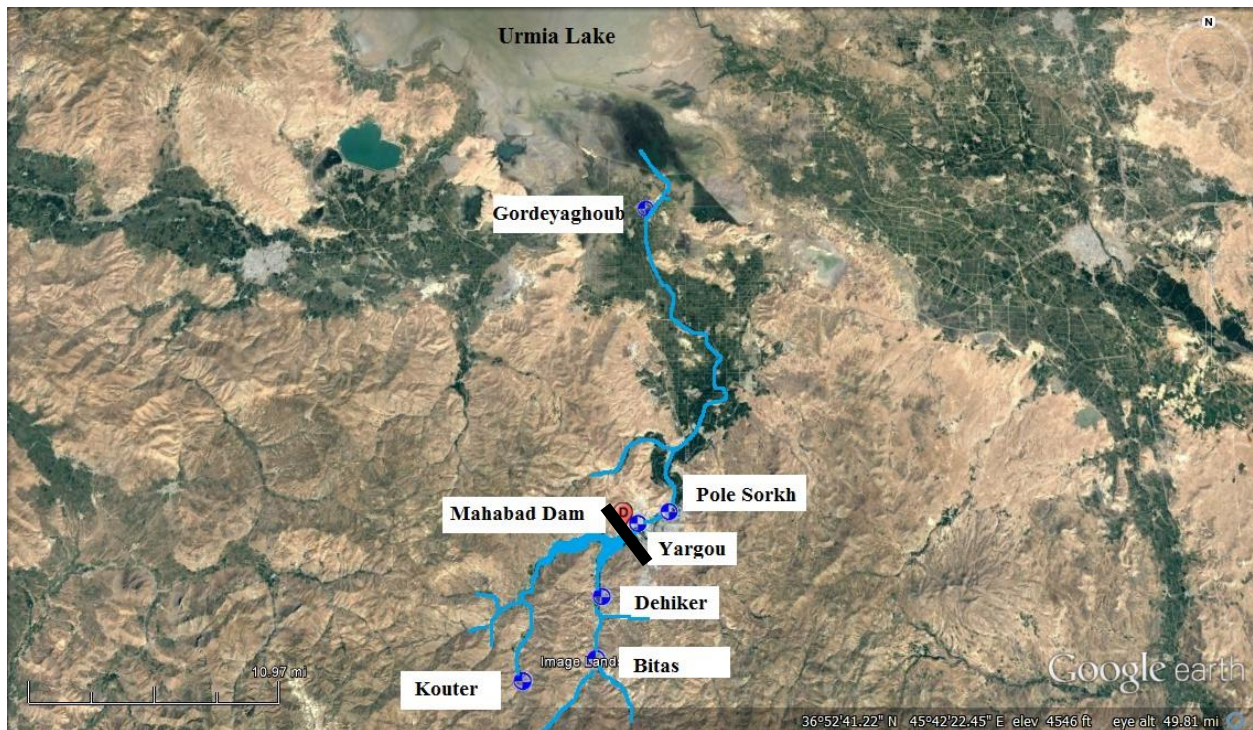 Urmia Lake
N
Gordeyaghoub
Pole Sorkh
Mahabad Dam
D
Yargou
Dehiker
Bitas
Image Lands
10.97 mi
Kouter
Google earth
36°52'41.22" N 45°42'22.45" E elev 4546 ft eye alt 49.81 mi